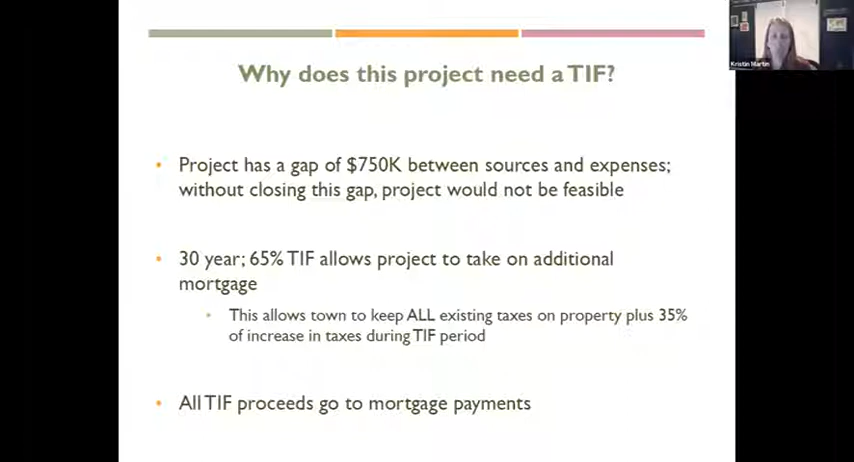 Kristin Martin
Why does this project need a TIF?
• Project has a gap of $750K between sources and expenses;
without closing this gap, project would not be feasible
• 30 year; 65% TIF allows project to take on additional
mortgage
• This allows town to keep ALL existing taxes on property plus 35%
of increase in taxes during TIF period
• All TIF proceeds go to mortgage payments